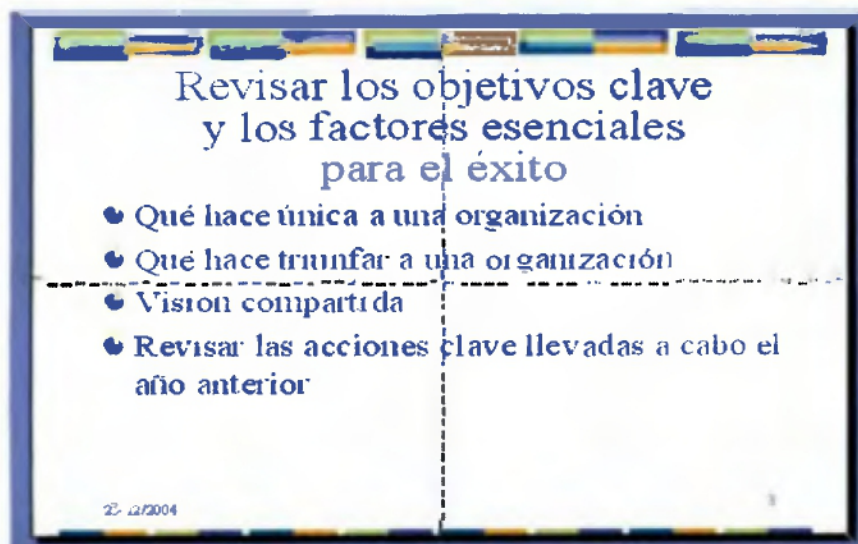 Revisar los objetivos clave
y los factores esenciales
para el éxito
Qué hace única a una organización
Qué hace triunfar a una organización
Visión compartida
Revisar las acciones clave llevadas a cabo el
año anterior